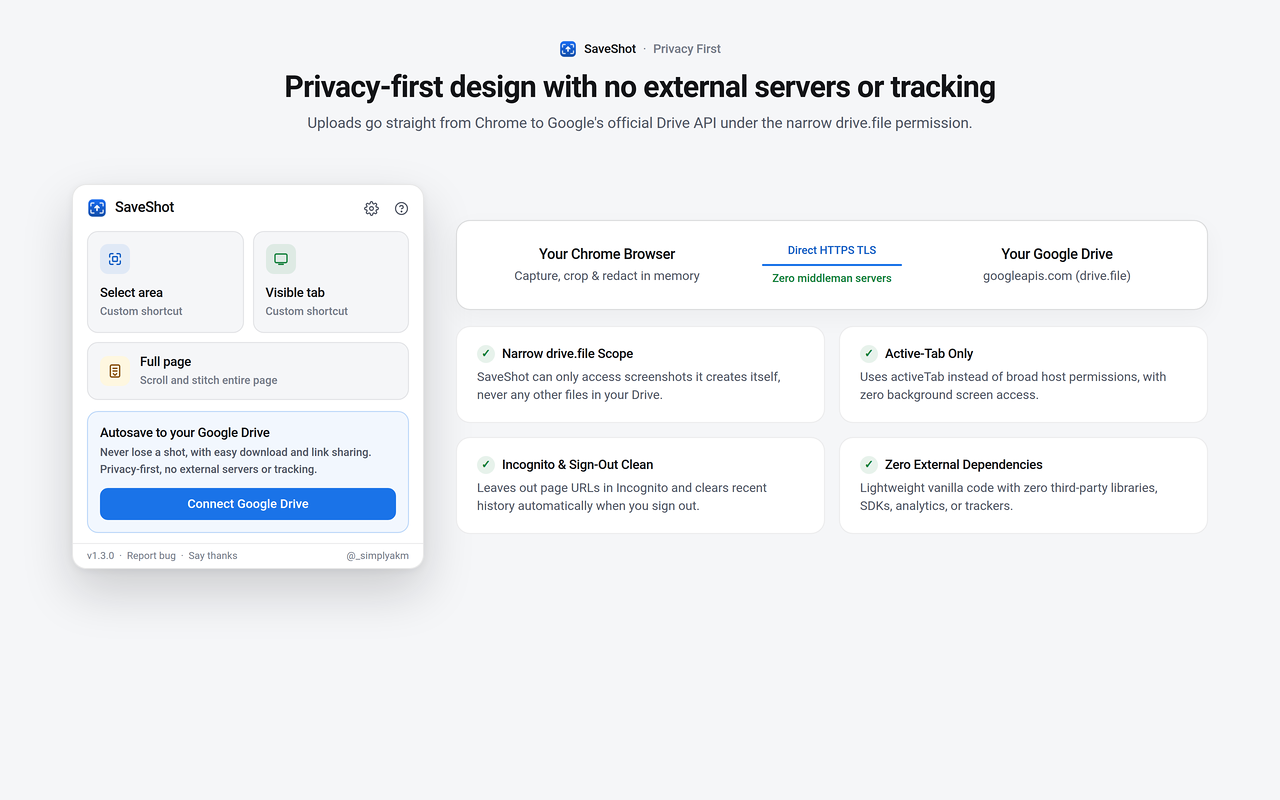 SaveShot · Privacy First
Privacy-first design with no external servers or tracking
Uploads go straight from Chrome to Google's official Drive API under the narrow drive.file permission.
SaveShot
Select area
Custom shortcut
Visible tab
Custom shortcut
Full page
Scroll and stitch entire page
Autosave to your Google Drive
Never lose a shot, with easy download and link sharing.
Privacy-first, no external servers or tracking.
Connect Google Drive
v1.3.0 · Report bug · Say thanks
@_simplyakm
Your Chrome Browser
Capture, crop & redact in memory
Direct HTTPS TLS
Zero middleman servers
Your Google Drive
googleapis.com (drive.file)
✓ Narrow drive.file Scope
SaveShot can only access screenshots it creates itself,
never any other files in your Drive.
✓ Active-Tab Only
Uses activeTab instead of broad host permissions, with
zero background screen access.
✓ Incognito & Sign-Out Clean
Leaves out page URLs in Incognito and clears recent
history automatically when you sign out.
✓ Zero External Dependencies
Lightweight vanilla code with zero third-party libraries,
SDKs, analytics, or trackers.